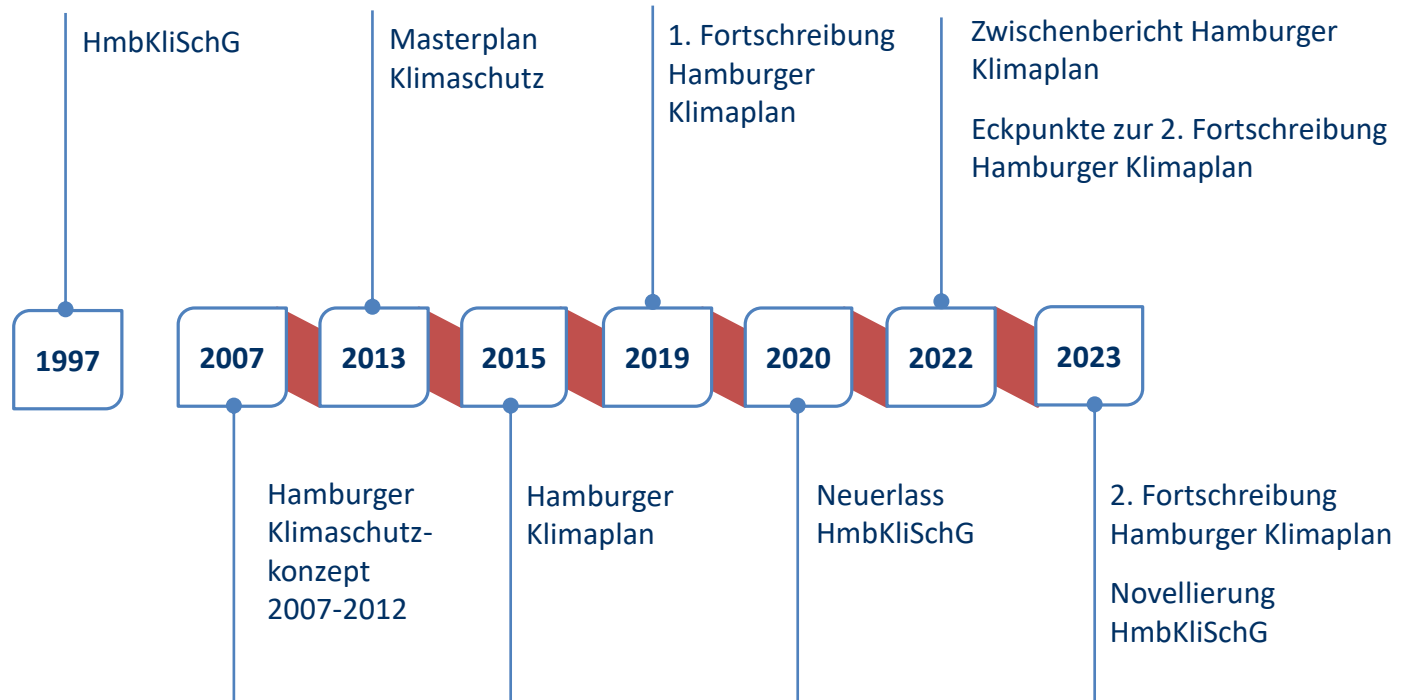 HmbKliSchG
Masterplan
Klimaschutz
1. Fortschreibung
Hamburger
Klimaplan
Zwischenbericht Hamburger
Klimaplan
Eckpunkte zur 2. Fortschreibung
Hamburger Klimaplan
1997
2007
2013
2015
2019
2020
2022
2023
Hamburger
Klimaschutz-
konzept
2007-2012
Hamburger
Klimaplan
Neuerlass
HmbKliSchG
2. Fortschreibung
Hamburger Klimaplan
Novellierung
HmbKliSchG